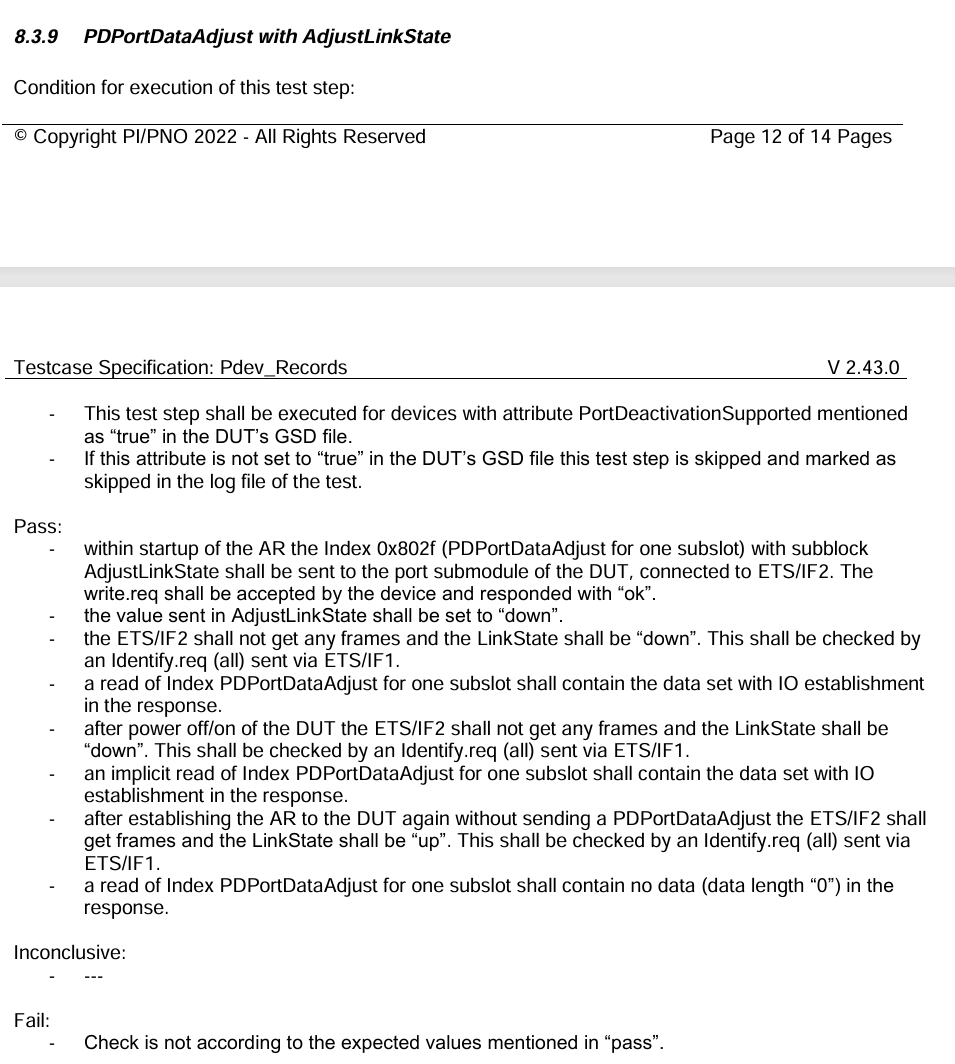 8.3.9 PDPortDataAdjust with AdjustLinkState
Condition for execution of this test step:
© Copyright PI/PNO 2022 - All Rights Reserved Page 12 of 14 Pages
Testcase Specification: Pdev_Records V 2.43.0
- This test step shall be executed for devices with attribute PortDeactivationSupported mentioned
as “true” in the DUT’s GSD file.
- If this attribute is not set to “true” in the DUT’s GSD file this test step is skipped and marked as
skipped in the log file of the test.
Pass:
- within startup of the AR the Index 0x802f (PDPortDataAdjust for one subslot) with subblock
AdjustLinkState shall be sent to the port submodule of the DUT, connected to ETS/IF2. The
write.req shall be accepted by the device and responded with “ok”.
- the value sent in AdjustLinkState shall be set to “down”.
- the ETS/IF2 shall not get any frames and the LinkState shall be “down”. This shall be checked by
an Identify.req (all) sent via ETS/IF1.
- a read of Index PDPortDataAdjust for one subslot shall contain the data set with IO establishment
in the response.
- after power off/on of the DUT the ETS/IF2 shall not get any frames and the LinkState shall be
“down”. This shall be checked by an Identify.req (all) sent via ETS/IF1.
- an implicit read of Index PDPortDataAdjust for one subslot shall contain the data set with IO
establishment in the response.
- after establishing the AR to the DUT again without sending a PDPortDataAdjust the ETS/IF2 shall
get frames and the LinkState shall be “up”. This shall be checked by an Identify.req (all) sent via
ETS/IF1.
- a read of Index PDPortDataAdjust for one subslot shall contain no data (data length “0”) in the
response.
Inconclusive:
- ---
Fail:
- Check is not according to the expected values mentioned in “pass”.